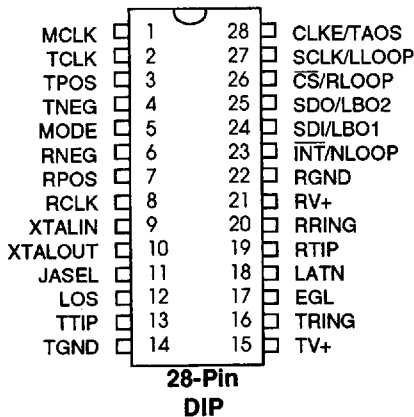 MCLK 1 28 CLKE/TAOS
TCLK 2 27 SCLK/LLOOP
TPOS 3 26 C̅S̅/RLOOP
TNEG 4 25 SDO/LBO2
MODE 5 24 SDI/LBO1
RNEG 6 23 I̅N̅T̅/NLOOP
RPOS 7 22 RGND
RCLK 8 21 RV+
XTALIN 9 20 RRING
XTALOUT 10 19 RTIP
JASEL 11 18 LATN
LOS 12 17 EGL
TTIP 13 16 TRING
TGND 14 15 TV+
28-Pin
DIP